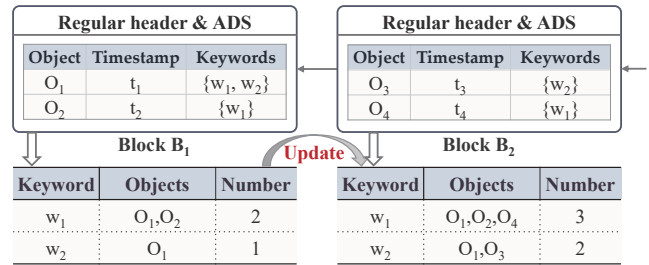 Regular header & ADS
Object Timestamp Keywords
O₁ t₁ {w₁, w₂}
O₂ t₂ {w₁}
Block B₁
Keyword Objects Number
w₁ O₁,O₂ 2
w₂ O₁ 1
Update
Regular header & ADS
Object Timestamp Keywords
O₃ t₃ {w₂}
O₄ t₄ {w₁}
Block B₂
Keyword Objects Number
w₁ O₁,O₂,O₄ 3
w₂ O₁,O₃ 2